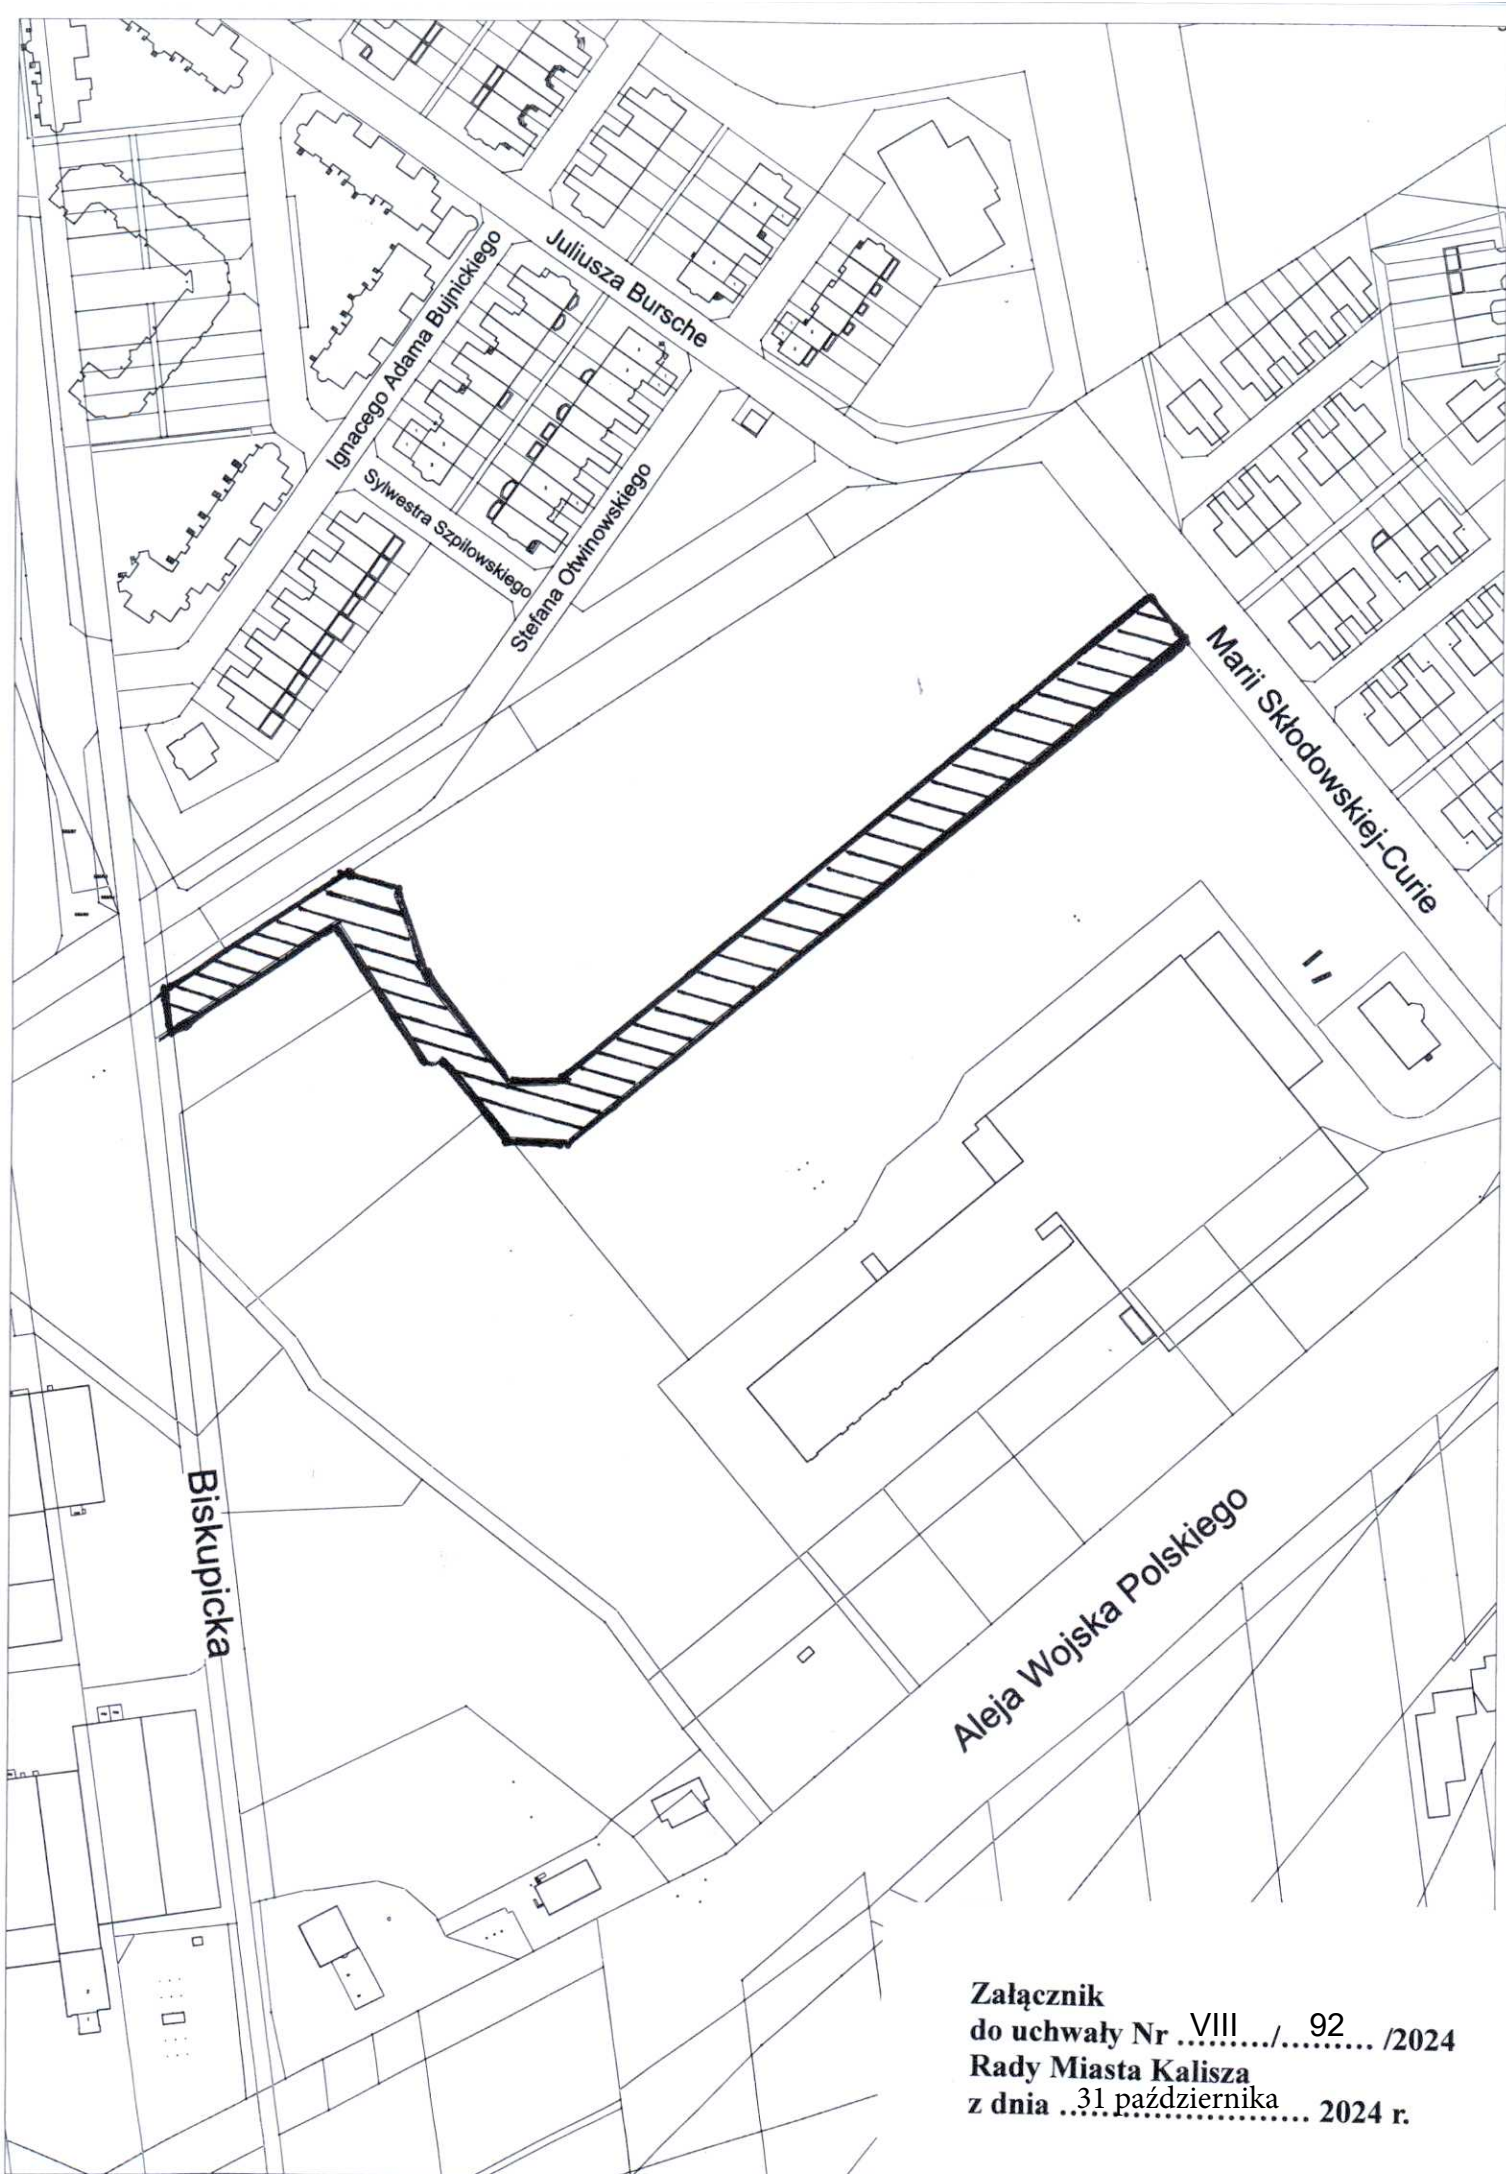 Juliusza Bursche
Ignacego Adama Bujnickiego
Sylwestra Szpilowskiego
Stefana Otwinowskiego
Marii Skłodowskiej-Curie
Biskupicka
Aleja Wojska Polskiego
Załącznik
do uchwały Nr ...VIII..../....92..... /2024
Rady Miasta Kalisza
z dnia ...31 października... 2024 r.